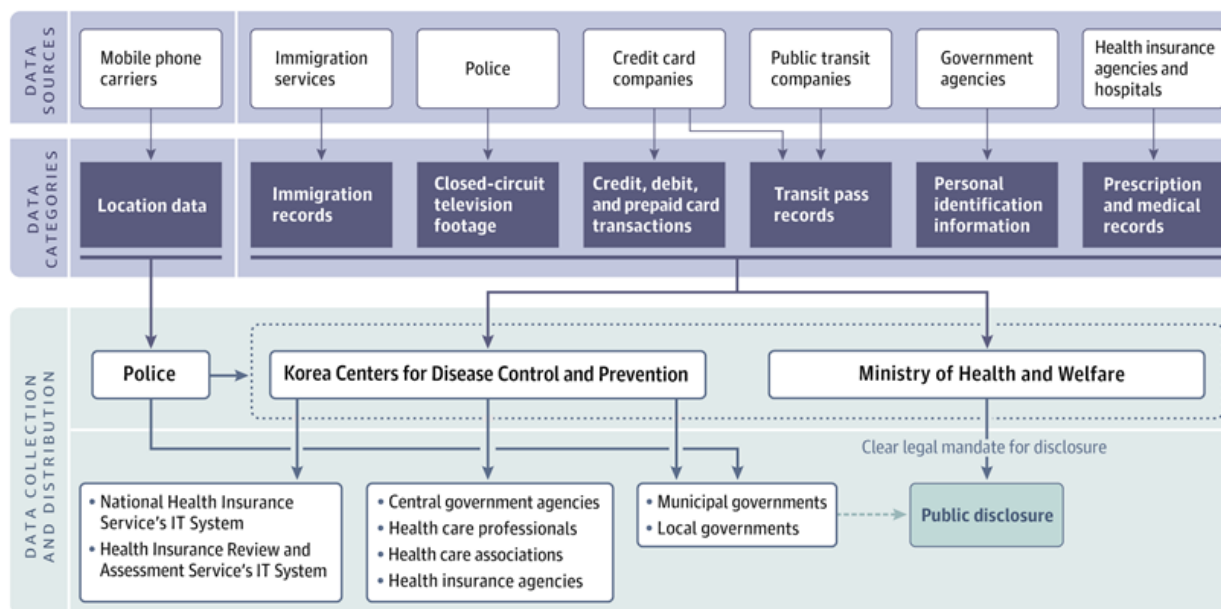 DATA
SOURCES
Mobile phone
carriers
Immigration
services
Police
Credit card
companies
Public transit
companies
Government
agencies
Health insurance
agencies and
hospitals
DATA
CATEGORIES
Location data
Immigration
records
Closed-circuit
television
footage
Credit, debit,
and prepaid card
transactions
Transit pass
records
Personal
identification
information
Prescription
and medical
records
DATA COLLECTION
AND DISTRIBUTION
Police
Korea Centers for Disease Control and Prevention
Ministry of Health and Welfare
Clear legal mandate for disclosure
• National Health Insurance
Service's IT System
• Health Insurance Review and
Assessment Service's IT System
• Central government agencies
• Health care professionals
• Health care associations
• Health insurance agencies
• Municipal governments
• Local governments
Public disclosure